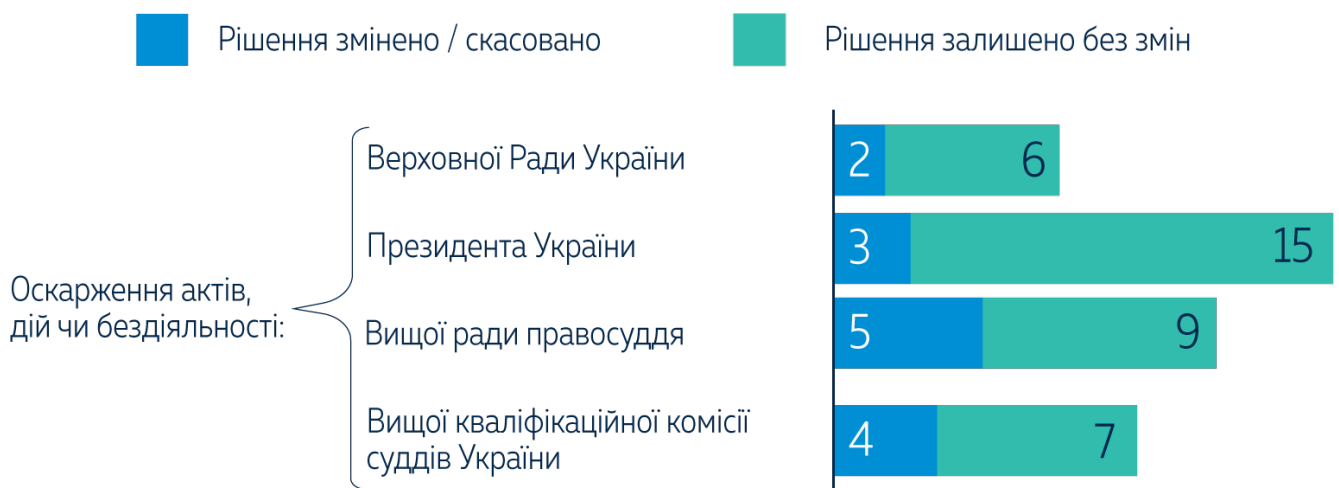 Рішення змінено / скасовано
Рішення залишено без змін
Оскарження актів,
дій чи бездіяльності:
Верховної Ради України
2
6
Президента України
3
15
Вищої ради правосуддя
5
9
Вищої кваліфікаційної комісії
суддів України
4
7